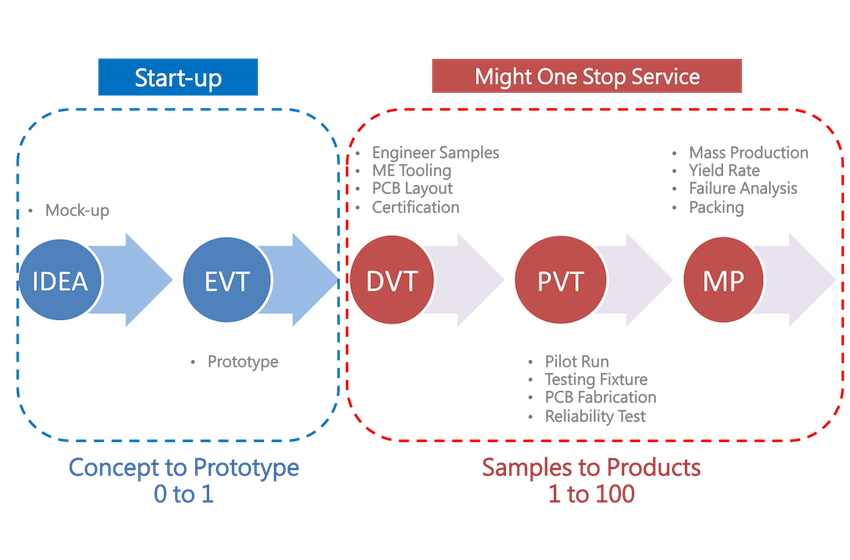 Start-up
Might One Stop Service
• Mock-up
IDEA
EVT
• Prototype
• Engineer Samples
• ME Tooling
• PCB Layout
• Certification
DVT
PVT
• Pilot Run
• Testing Fixture
• PCB Fabrication
• Reliability Test
• Mass Production
• Yield Rate
• Failure Analysis
• Packing
MP
Concept to Prototype
0 to 1
Samples to Products
1 to 100